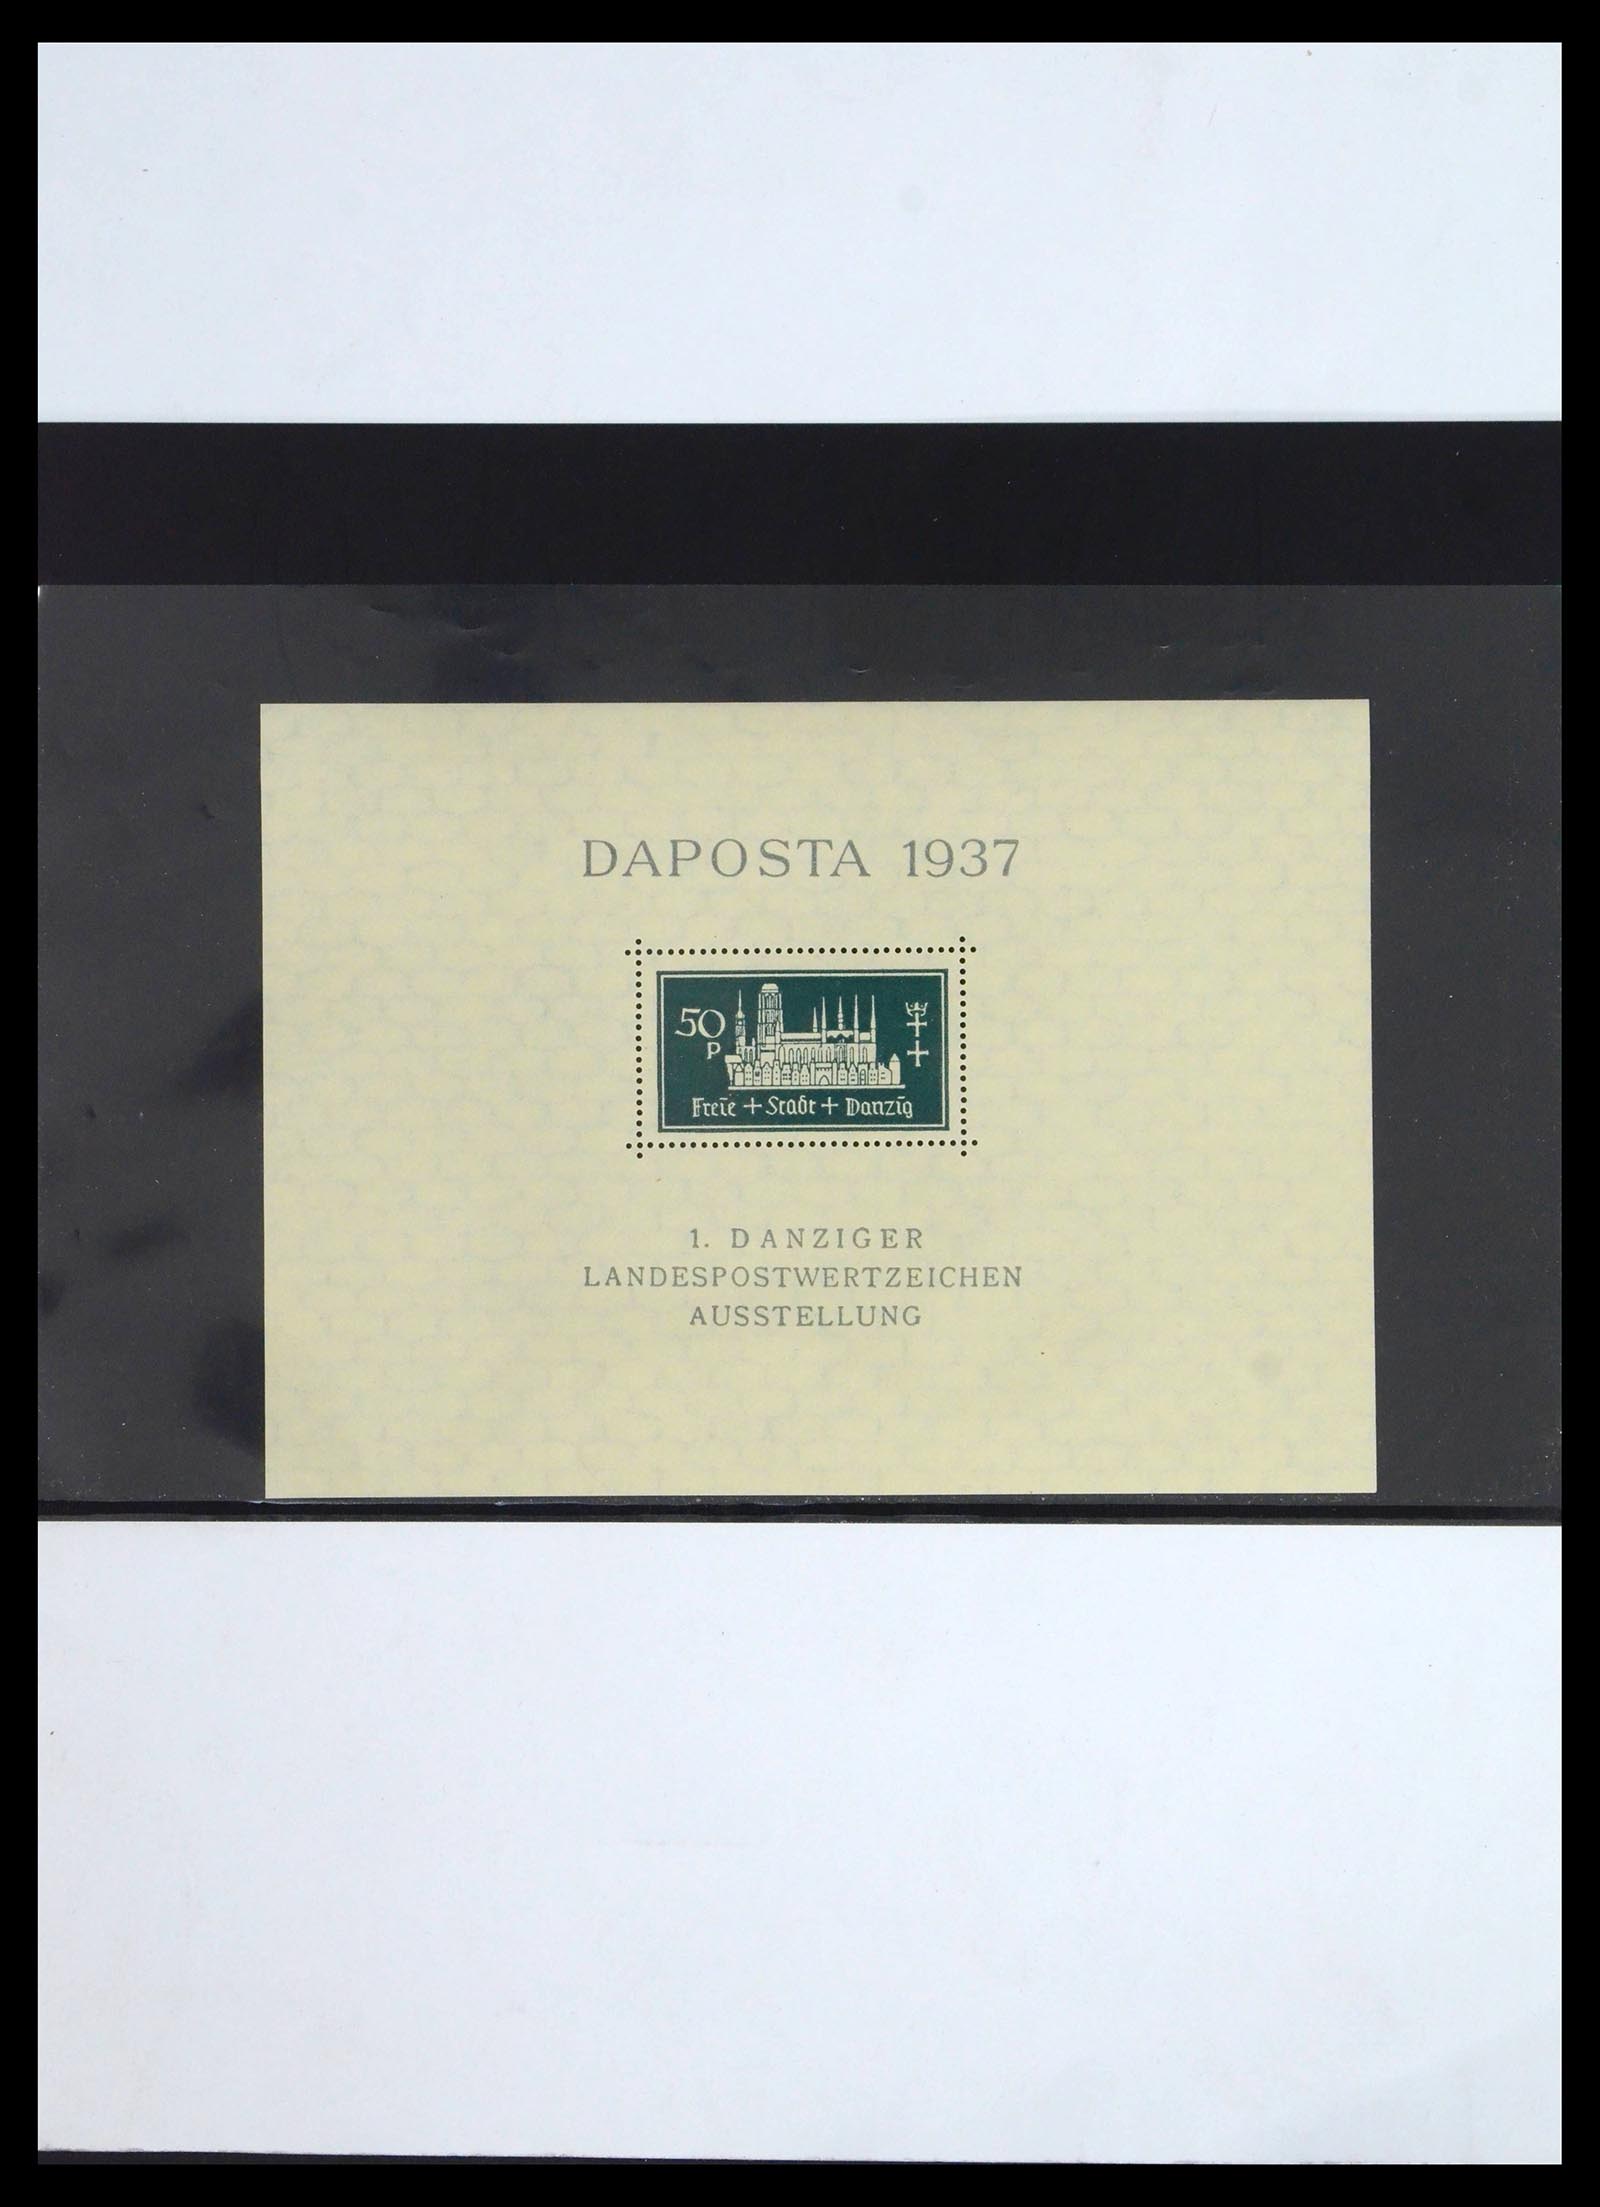 DAPOSTA 1937
50
P
Freie + Stadt + Danzig
1. DANZIGER
LANDESPOSTWERTZEICHEN
AUSSTELLUNG